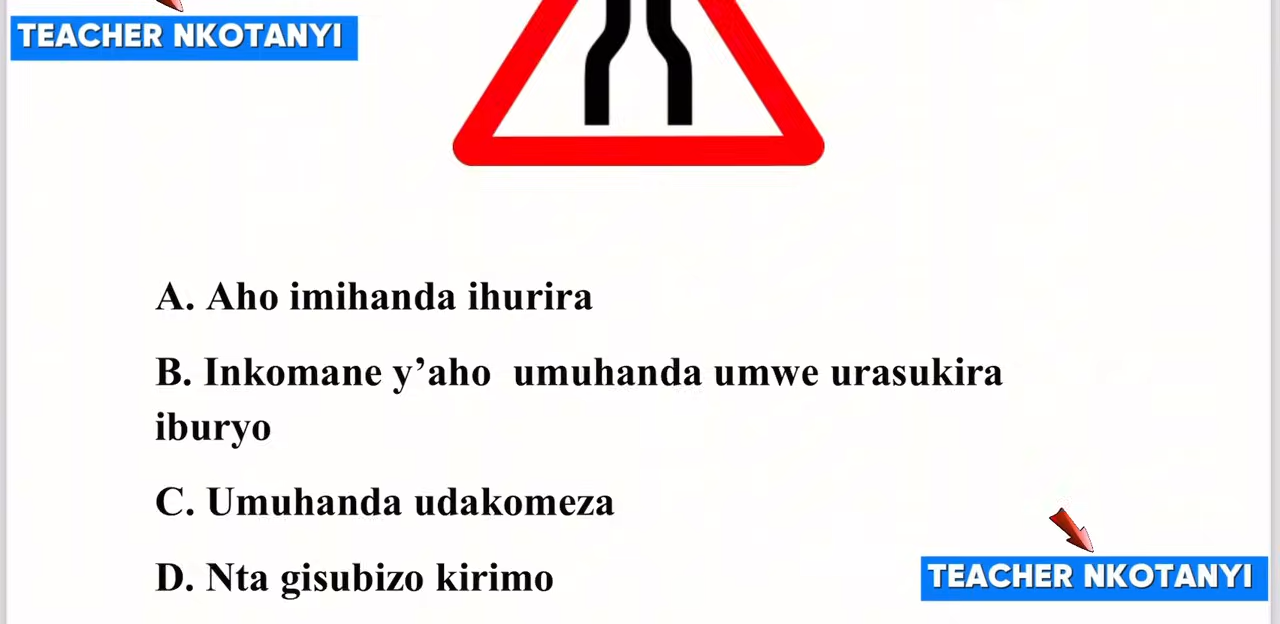 TEACHER NKOTANYI
A. Aho imihanda ihurira
B. Inkomane y’aho umuhanda umwe urasukira
iburyo
C. Umuhanda udakomeza
D. Nta gisubizo kirimo
TEACHER NKOTANYI